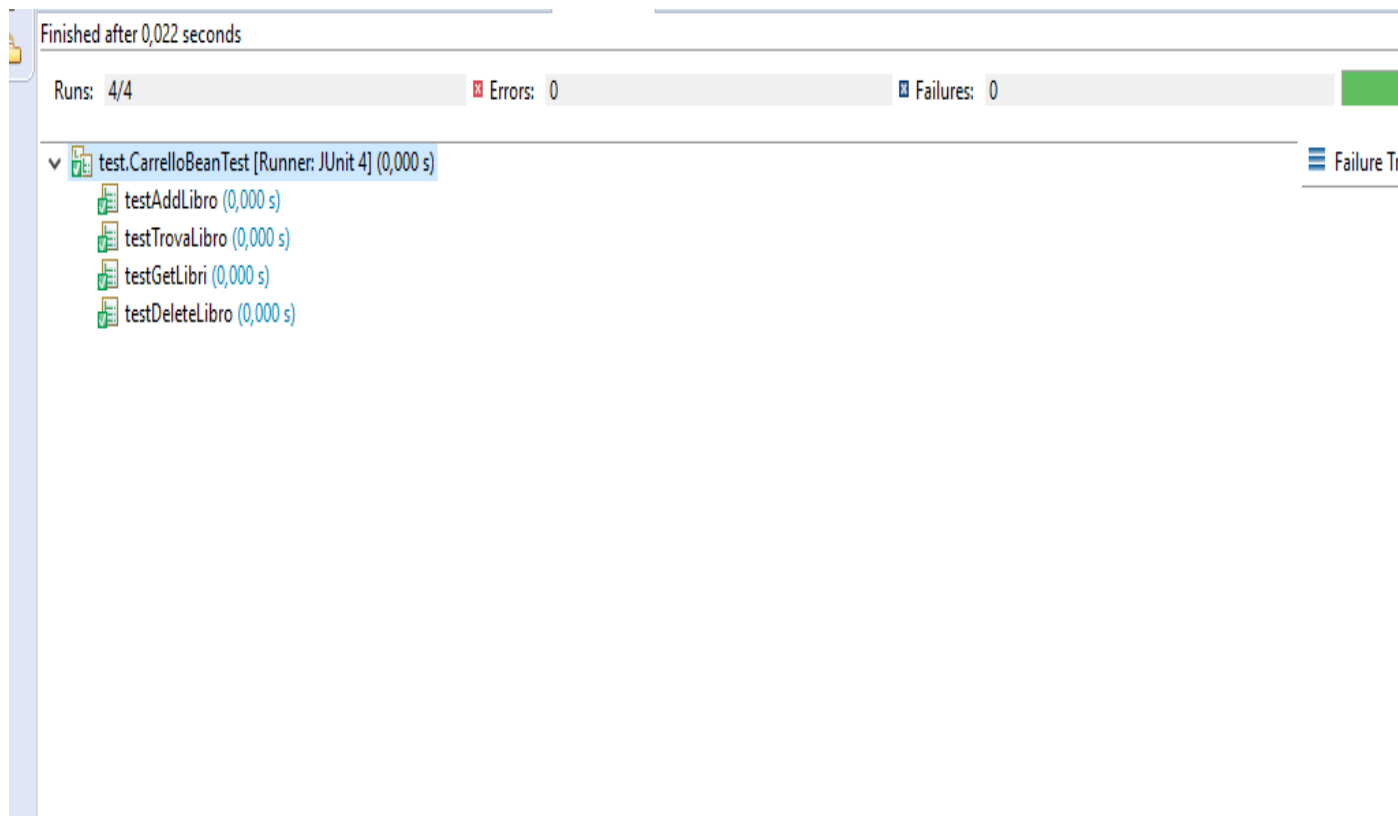 Finished after 0,022 seconds
Runs: 4/4 Errors: 0 Failures: 0
test.CarrelloBeanTest [Runner: JUnit 4] (0,000 s)
Failure Tr
testAddLibro (0,000 s)
testTrovaLibro (0,000 s)
testGetLibri (0,000 s)
testDeleteLibro (0,000 s)